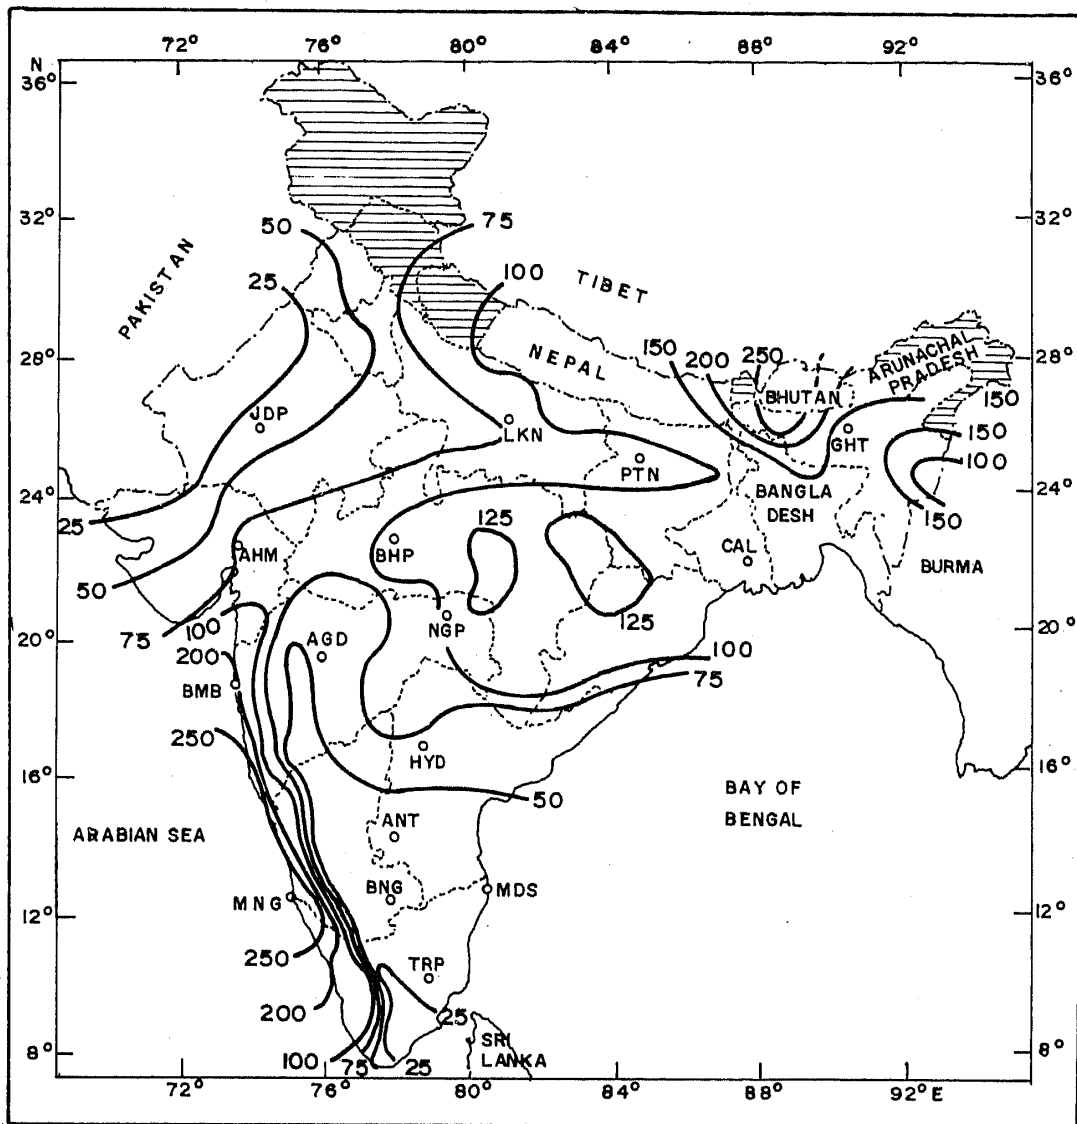 72° 76° 80° 84° 88° 92°
N
36° 36°
32° 32°
28° 28°
24° 24°
20° 20°
16° 16°
12° 12°
8° 8°
50
75
PAKISTAN
25
100
TIBET
NEPAL
150
200
250
ARUNACHAL
PRADESH
BHUTAN
150
JDP
LKN
GHT
150
PTN
100
25
BANGLA
DESH
150
125
AHM
BHP
CAL
BURMA
50
75
100
AGD
NGP
125
200
100
BMB
75
250
HYD
50
BAY OF
BENGAL
ARABIAN SEA
ANT
MNG
BNG
MDS
250
TRP
200
25
SRI
LANKA
100
75
25
72° 76° 80° 84° 88° 92°E